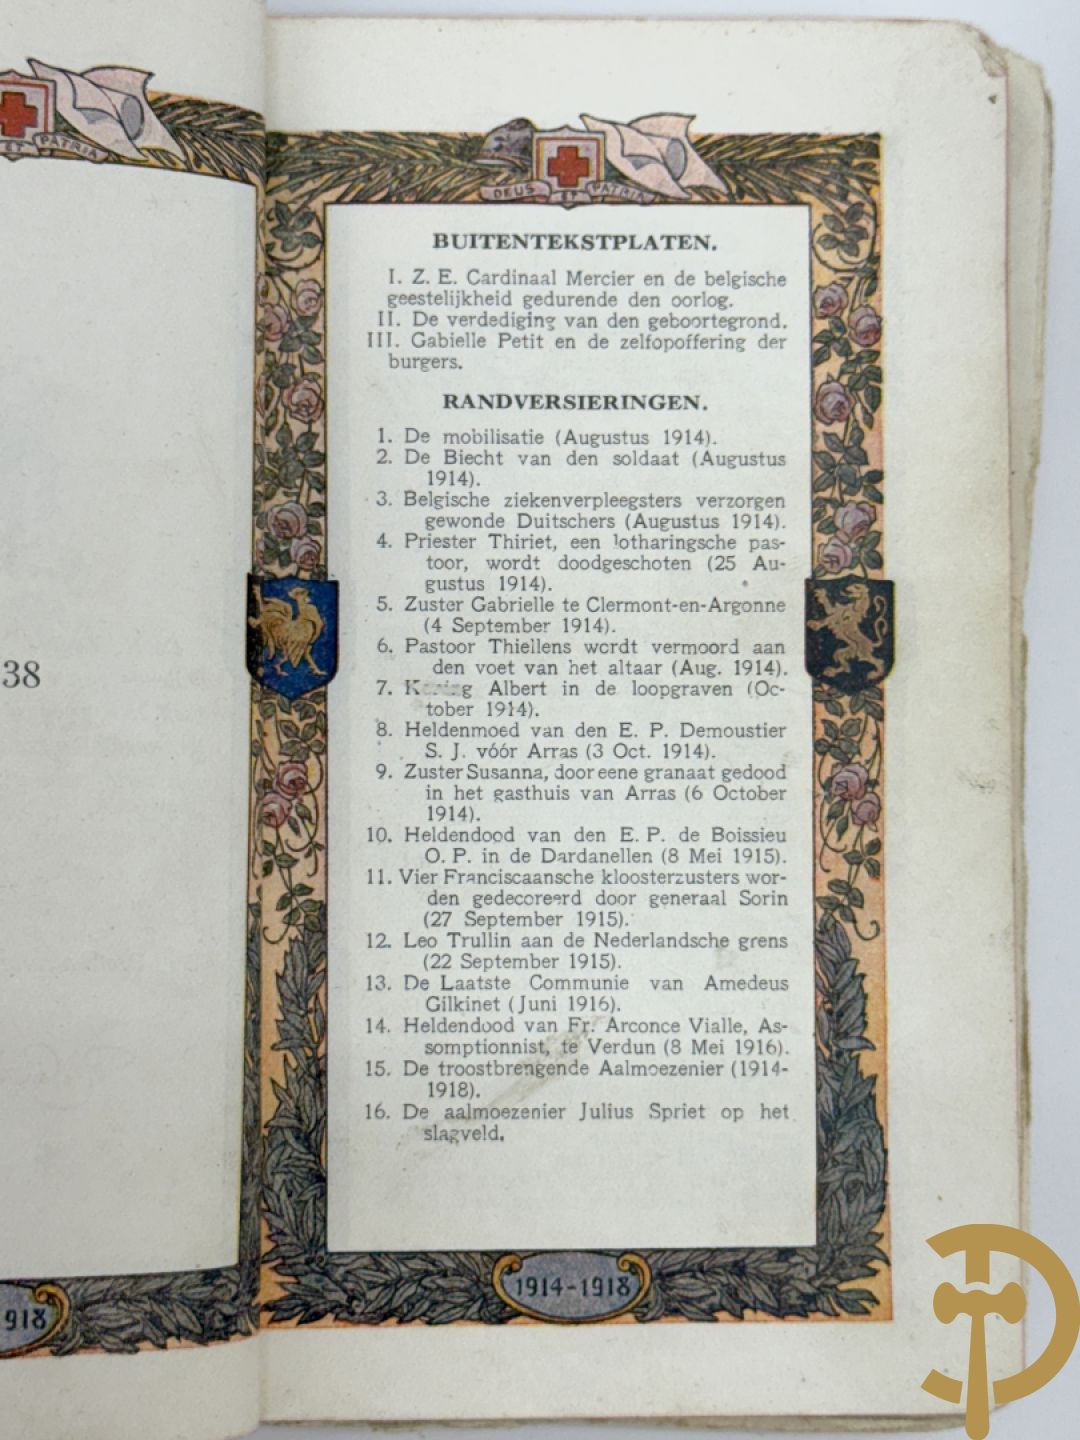 ET PATRIA
38
918
DEUS ET PATRIA
BUITENTEKSTPLATEN.
I. Z. E. Cardinaal Mercier en de belgische
geestelijkheid gedurende den oorlog.
II. De verdediging van den geboortegrond.
III. Gabielle Petit en de zelfopoffering der
burgers.
RANDVERSIERINGEN.
1. De mobilisatie (Augustus 1914).
2. De Biecht van den soldaat (Augustus
1914).
3. Belgische ziekenverpleegsters verzorgen
gewonde Duitschers (Augustus 1914).
4. Priester Thiriet, een lotharingsche pas-
toor, wordt doodgeschoten (25 Au-
gustus 1914).
5. Zuster Gabrielle te Clermont-en-Argonne
(4 September 1914).
6. Pastoor Thiellens wordt vermoord aan
den voet van het altaar (Aug. 1914).
7. Koning Albert in de loopgraven (Oc-
tober 1914).
8. Heldenmoed van den E. P. Demoustier
S. J. vóór Arras (3 Oct. 1914).
9. Zuster Susanna, door eene granaat gedood
in het gasthuis van Arras (6 October
1914).
10. Heldendood van den E. P. de Boissieu
O. P. in de Dardanellen (8 Mei 1915).
11. Vier Franciscaansche kloosterzusters wor-
den gedecoreerd door generaal Sorin
(27 September 1915).
12. Leo Trullin aan de Nederlandsche grens
(22 September 1915).
13. De Laatste Communie van Amedeus
Gilkinet (Juni 1916).
14. Heldendood van Fr. Arconce Vialle, As-
somptionnist, te Verdun (8 Mei 1916).
15. De troostbrengende Aalmoezenier (1914-
1918).
16. De aalmoezenier Julius Spriet op het
slagveld.
1914-1918